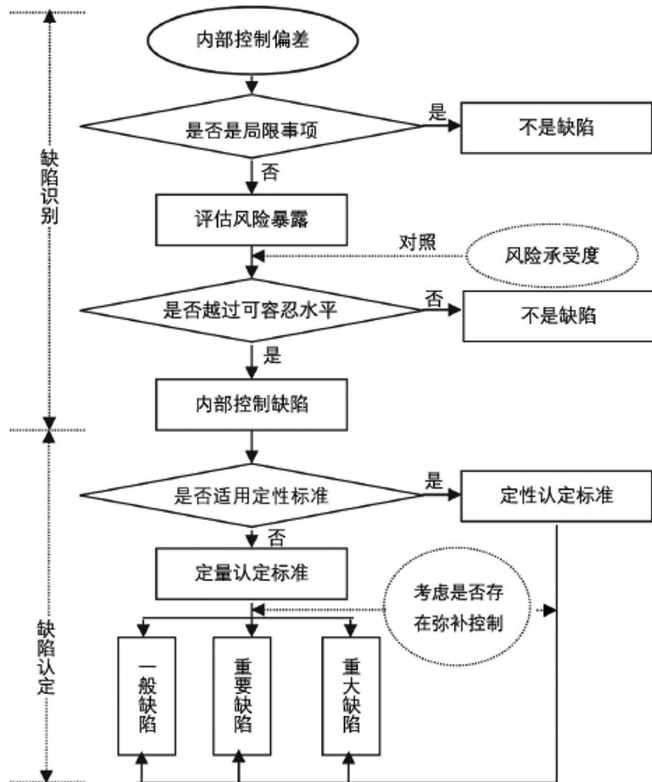 内部控制偏差
是否是局限事项
是
不是缺陷
否
缺陷识别
评估风险暴露
对照
风险承受度
是否越过可容忍水平
否
不是缺陷
是
内部控制缺陷
是否适用定性标准
是
定性认定标准
否
定量认定标准
考虑是否存
在弥补控制
缺陷认定
一般缺陷
重要缺陷
重大缺陷